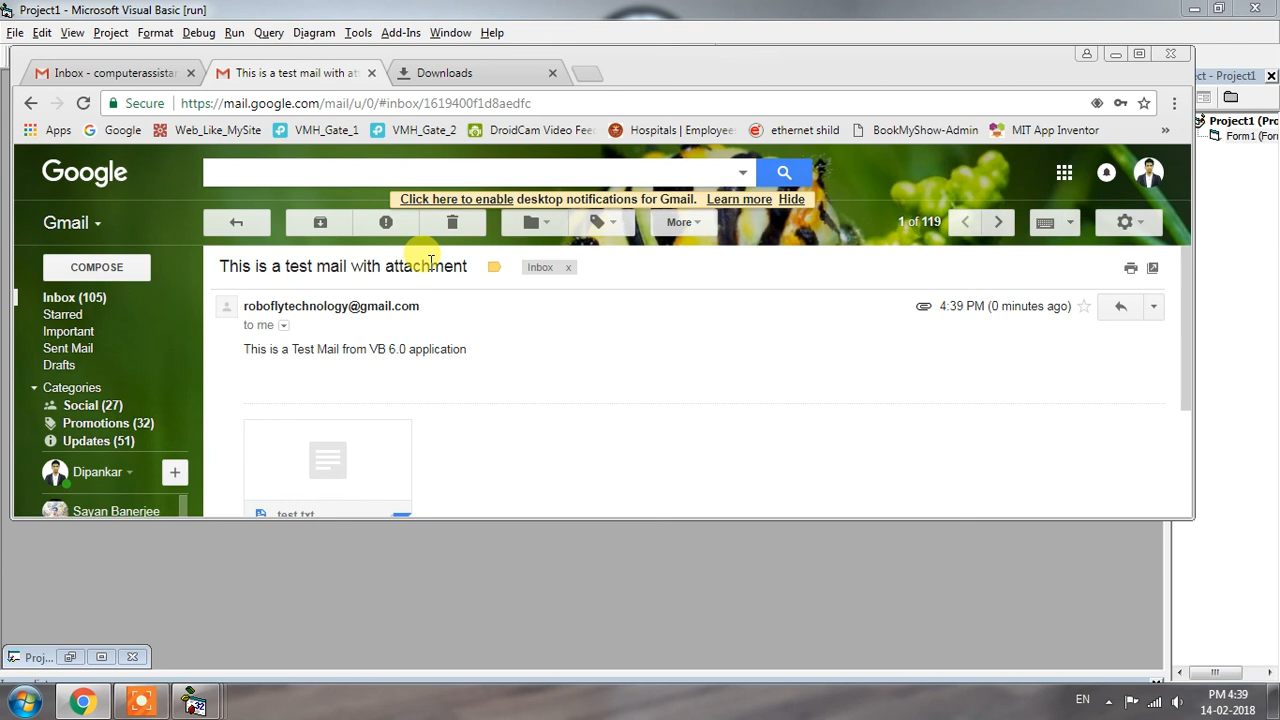 Project1 - Microsoft Visual Basic [run]
File Edit View Project Format Debug Run Query Diagram Tools Add-Ins Window Help
Inbox - computerassistar × This is a test mail with at × Downloads ×
Secure https://mail.google.com/mail/u/0/#inbox/
Apps Google Web_Like_MySite VMH_Gate_1 VMH_Gate_2 DroidCam Video Fee Hospitals | Employee ethernet shild BookMyShow-Admin MIT App Inventor »
ct - Project1
Project1 (Pro
Form1 (For
Google
Click here to enable desktop notifications for Gmail. Learn more Hide
Gmail More 1 of 119
COMPOSE
This is a test mail with attachment Inbox x
Inbox (105)
Starred
Important
Sent Mail
Drafts
Categories
Social (27)
Promotions (32)
Updates (51)
Dipankar
Sayan Banerjee
roboflytechnology@gmail.com 4:39 PM (0 minutes ago)
to me
This is a Test Mail from VB 6.0 application
test.txt
Proj...
32
EN
PM 4:39
14-02-2018